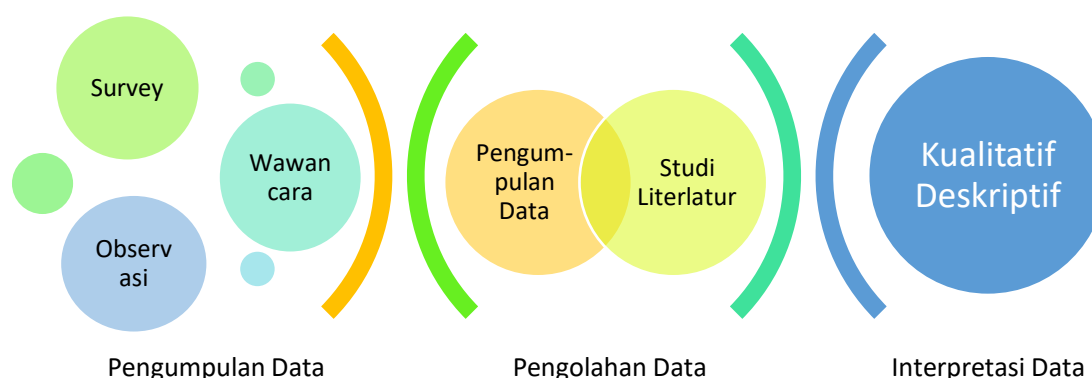 Survey
Wawan
cara
Observ
asi
Pengum-
pulan
Data
Studi
Literlatur
Kualitatif
Deskriptif
Pengumpulan Data
Pengolahan Data
Interpretasi Data